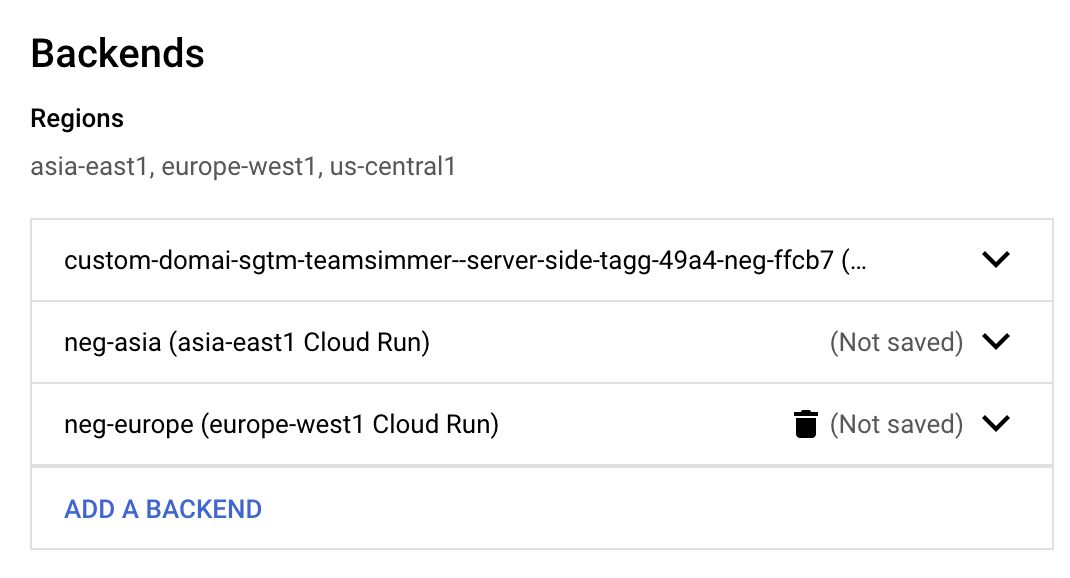 Backends
Regions
asia-east1, europe-west1, us-central1
custom-domai-sgtm-teamsimmer--server-side-tagg-49a4-neg-ffcb7 (...
neg-asia (asia-east1 Cloud Run) (Not saved)
neg-europe (europe-west1 Cloud Run) (Not saved)
ADD A BACKEND